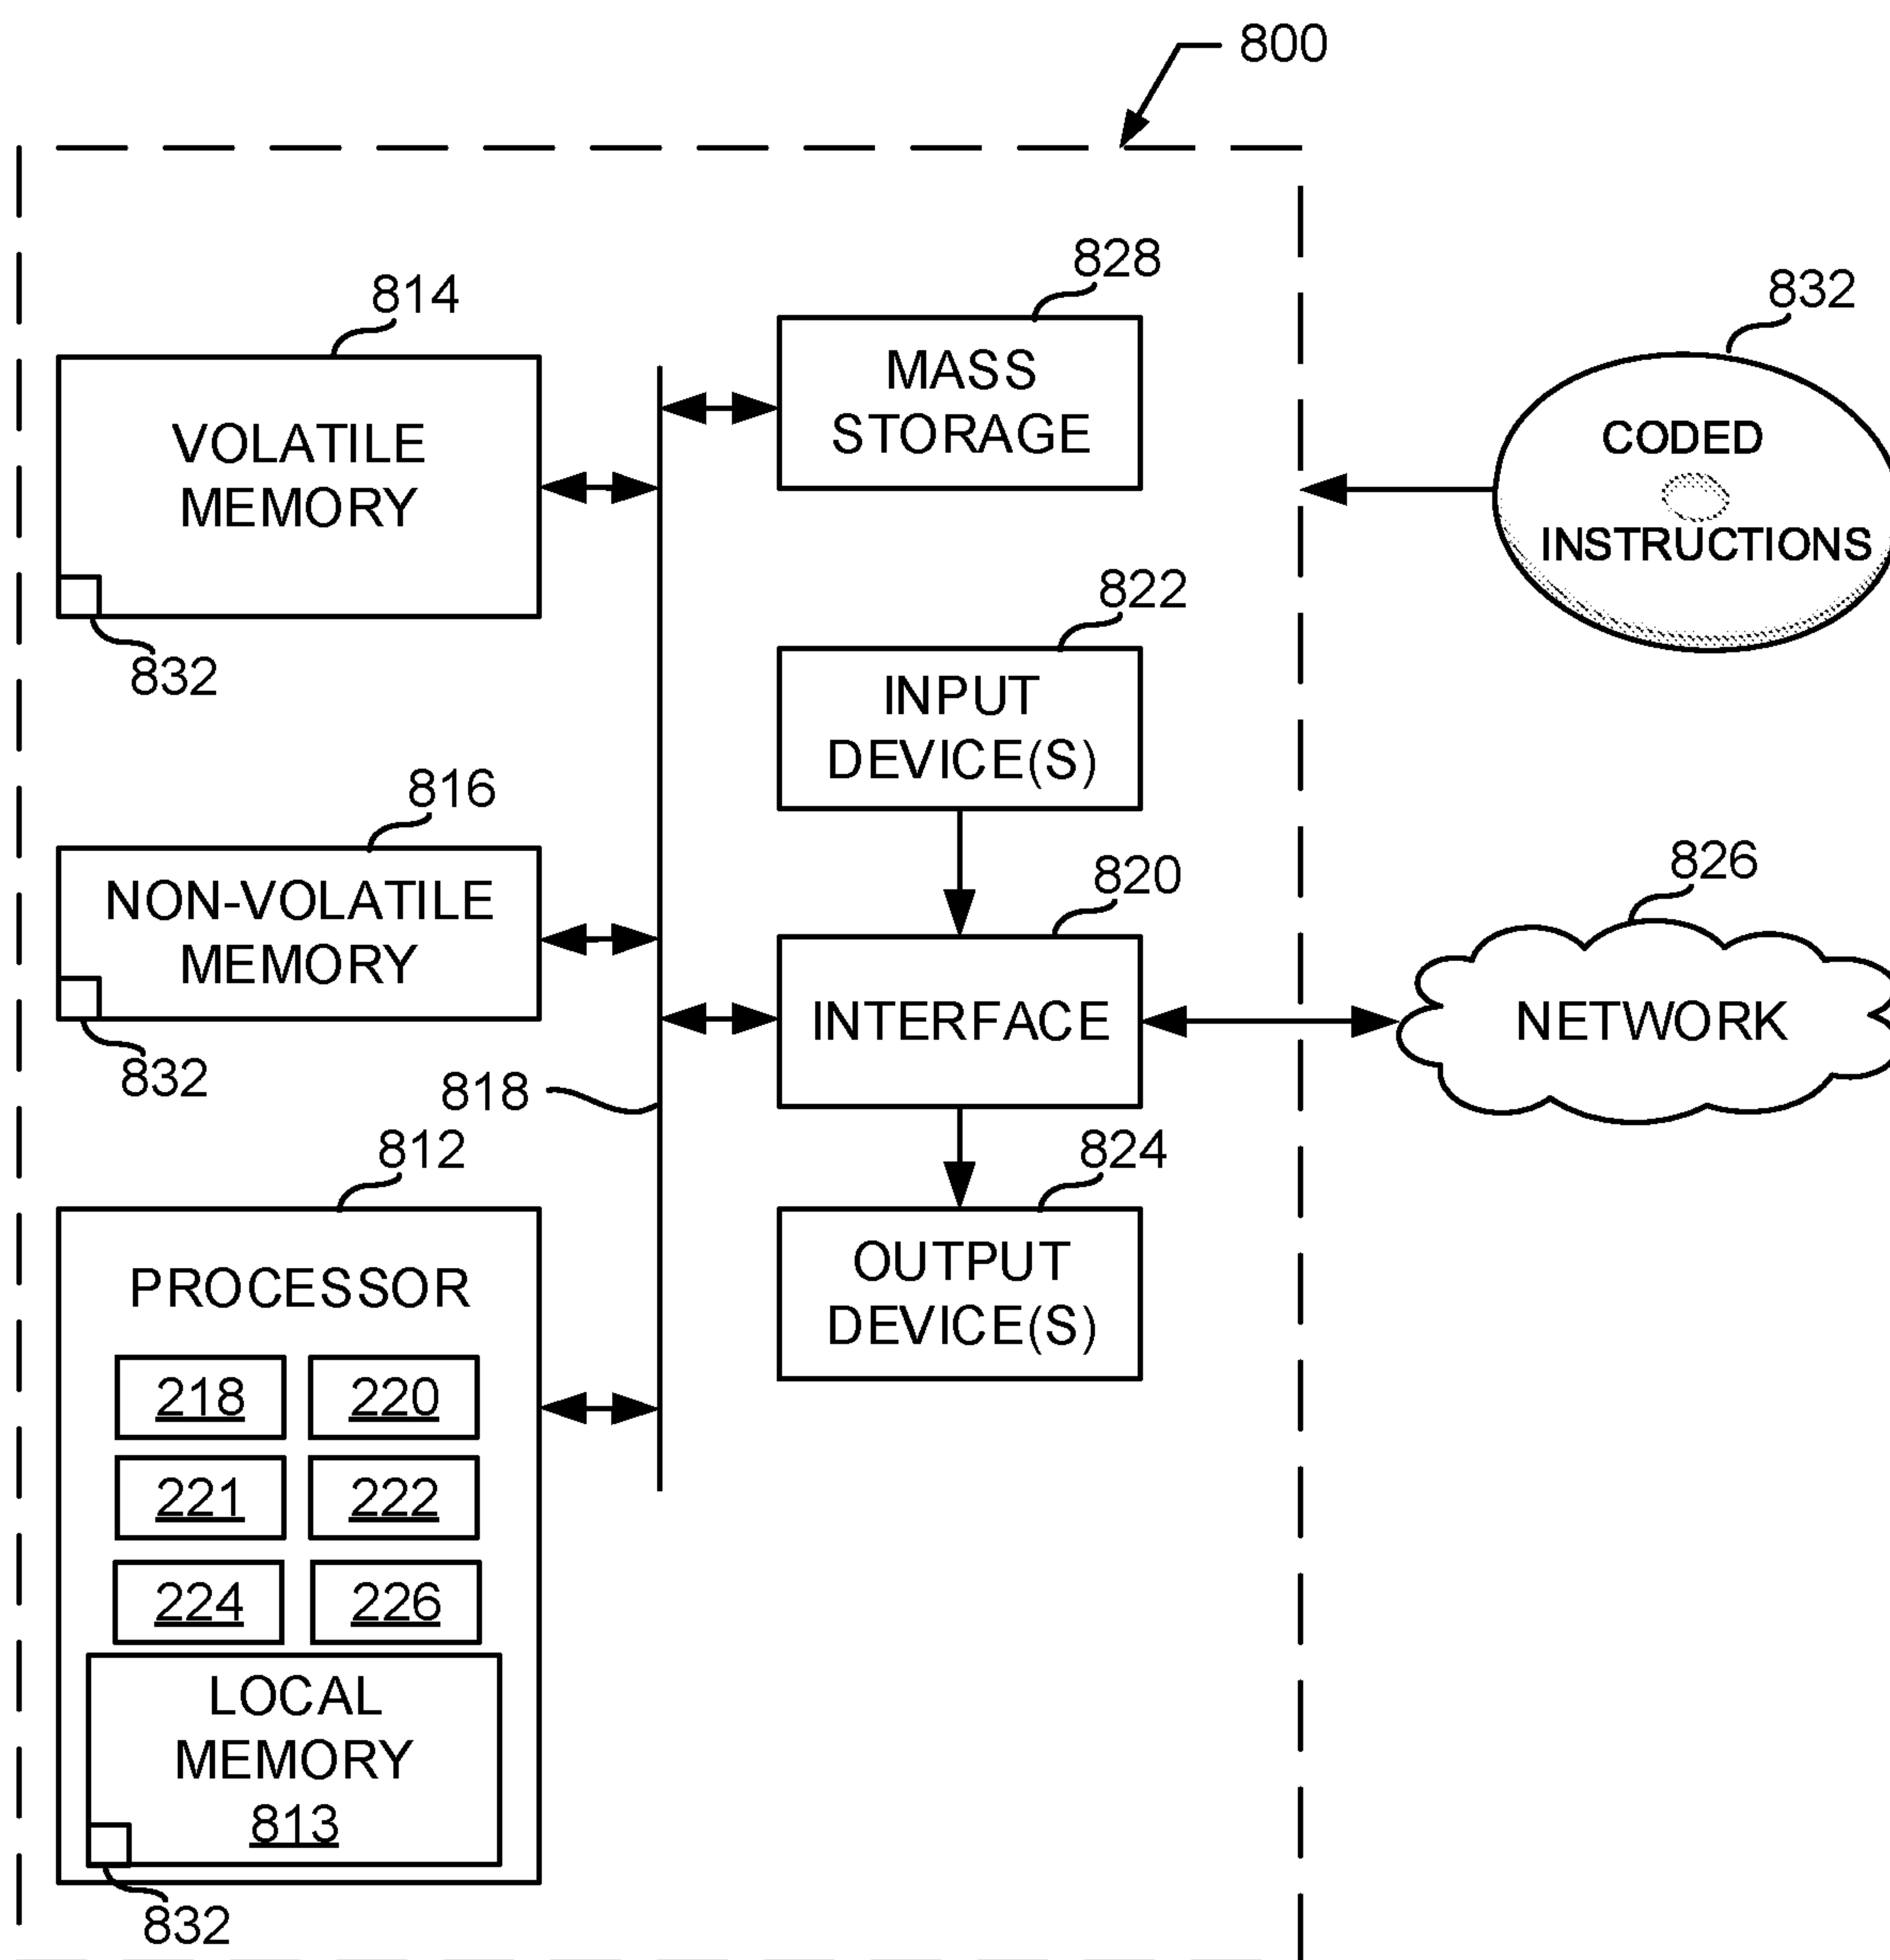 800
828
814
832
MASS
STORAGE
VOLATILE
MEMORY
CODED
INSTRUCTIONS
822
832
INPUT
DEVICE(S)
816
820
826
NON-VOLATILE
MEMORY
INTERFACE
NETWORK
832
818
812
824
PROCESSOR
OUTPUT
DEVICE(S)
218
220
221
222
224
226
LOCAL
MEMORY
813
832